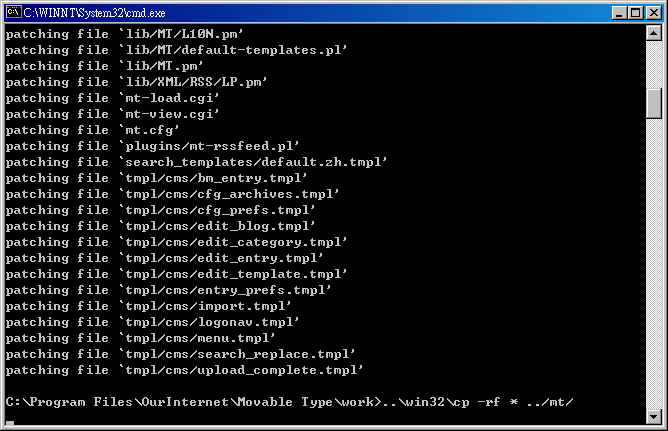 C:\WINNT\System32\cmd.exe
patching file `lib/MT/L10N.pm'
patching file `lib/MT/default-templates.pl'
patching file `lib/MT.pm'
patching file `lib/XML/RSS/LP.pm'
patching file `mt-load.cgi'
patching file `mt-view.cgi'
patching file `mt.cfg'
patching file `plugins/mt-rssfeed.pl'
patching file `search_templates/default.zh.tmpl'
patching file `tmpl/cms/bm_entry.tmpl'
patching file `tmpl/cms/cfg_archives.tmpl'
patching file `tmpl/cms/cfg_prefs.tmpl'
patching file `tmpl/cms/edit_blog.tmpl'
patching file `tmpl/cms/edit_category.tmpl'
patching file `tmpl/cms/edit_entry.tmpl'
patching file `tmpl/cms/edit_template.tmpl'
patching file `tmpl/cms/entry_prefs.tmpl'
patching file `tmpl/cms/import.tmpl'
patching file `tmpl/cms/logonav.tmpl'
patching file `tmpl/cms/menu.tmpl'
patching file `tmpl/cms/search_replace.tmpl'
patching file `tmpl/cms/upload_complete.tmpl'
C:\Program Files\OurInternet\Movable Type\work>..\win32\cp -rf * ../mt/